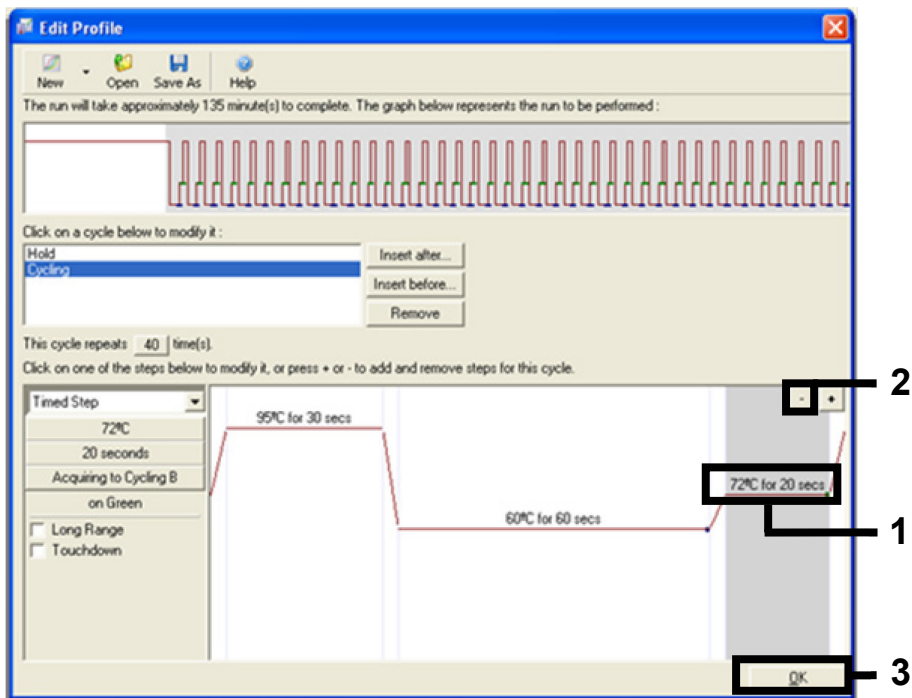 Edit Profile
New Open Save As Help
The run will take approximately 135 minute(s) to complete. The graph below represents the run to be performed :
Click on a cycle below to modify it :
Hold
Cycling
Insert after...
Insert before...
Remove
This cycle repeats 40 time(s).
Click on one of the steps below to modify it, or press + or - to add and remove steps for this cycle.
Timed Step
72ºC
20 seconds
Acquiring to Cycling B
on Green
Long Range
Touchdown
95ºC for 30 secs
60ºC for 60 secs
72ºC for 20 secs
- +
OK
2
1
3